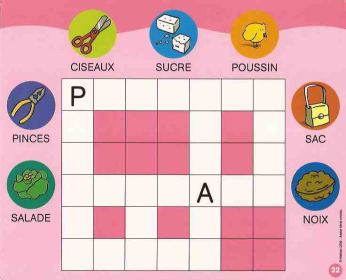 CISEAUX SUCRE POUSSIN
P
PINCES SAC
A
SALADE NOIX
22